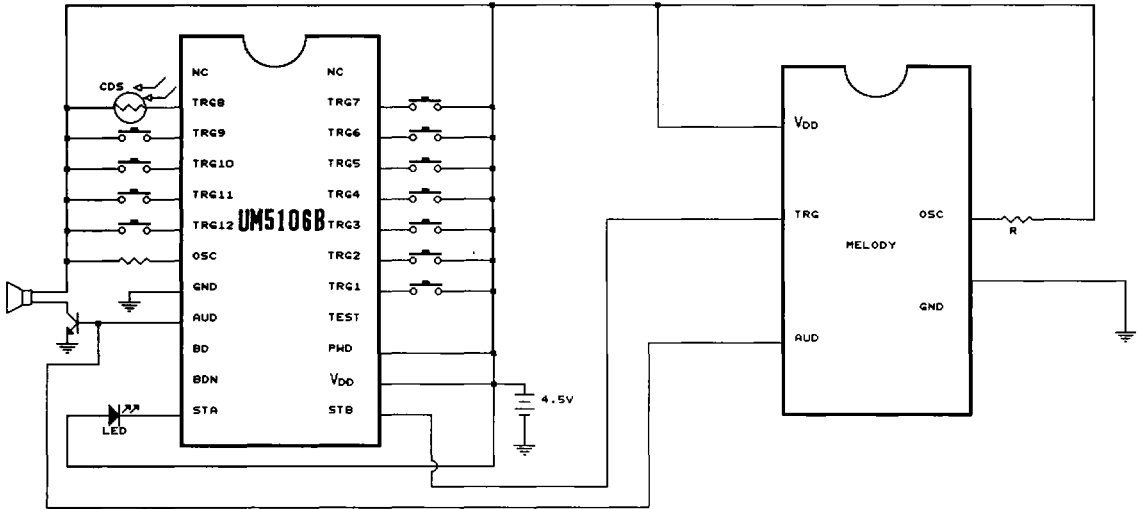 CDS
NC
TRG8
TRG9
TRG10
TRG11
TRG12
OSC
GND
AUD
BD
BDN
STA
LED
UM5106B
NC
TRG7
TRG6
TRG5
TRG4
TRG3
TRG2
TRG1
TEST
PWD
VDD
STB
4.5V
VDD
TRG
AUD
MELODY
OSC
GND
R